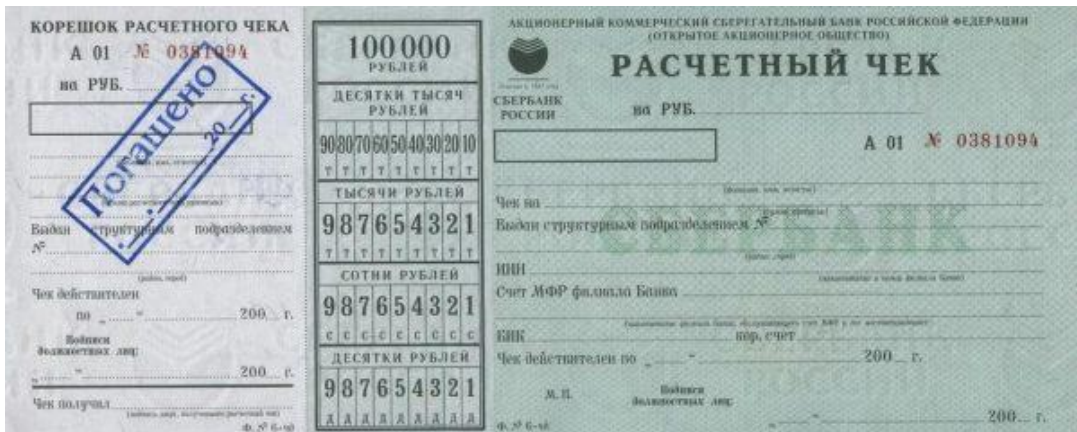 КОРЕШОК РАСЧЕТНОГО ЧЕКА
А 01 № 0381094
на РУБ.
Погашено
20 г.
Выдан структурным подразделением
№
Чек действителен
по „ “ 200 г.
Подписи
должностных лиц:
„ “ 200 г.
Чек получил
100 000
РУБЛЕЙ
ДЕСЯТКИ ТЫСЯЧ
РУБЛЕЙ
90 80 70 60 50 40 30 20 10
Т Т Т Т Т Т Т Т Т
ТЫСЯЧИ РУБЛЕЙ
9 8 7 6 5 4 3 2 1
Т Т Т Т Т Т Т Т Т
СОТНИ РУБЛЕЙ
9 8 7 6 5 4 3 2 1
С С С С С С С С С
ДЕСЯТКИ РУБЛЕЙ
9 8 7 6 5 4 3 2 1
Д Д Д Д Д Д Д Д Д
АКЦИОНЕРНЫЙ КОММЕРЧЕСКИЙ СБЕРЕГАТЕЛЬНЫЙ БАНК РОССИЙСКОЙ ФЕДЕРАЦИИ
(ОТКРЫТОЕ АКЦИОНЕРНОЕ ОБЩЕСТВО)
РАСЧЕТНЫЙ ЧЕК
СБЕРБАНК
РОССИИ
на РУБ.
А 01 № 0381094
Чек на
Выдан структурным подразделением №
СБЕРБАНК
ИНН
Счет МФР филиала Банка
БИК кор. счет
Чек действителен по „ “ 200 г.
М. П.
Подписи
должностных лиц:
„ “ 200 г.